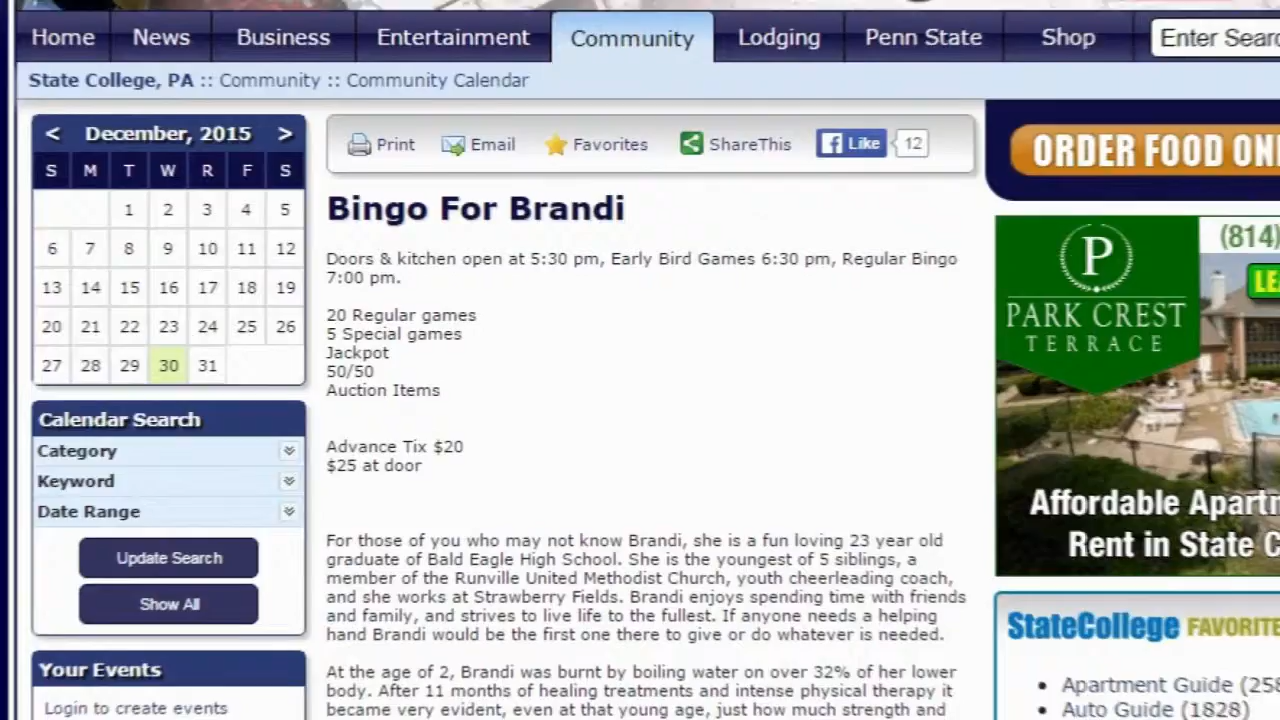 Home News Business Entertainment Community Lodging Penn State Shop Enter
State College, PA :: Community :: Community Calendar
< December, 2015 >
S M T W R F S
1 2 3 4 5
6 7 8 9 10 11 12
13 14 15 16 17 18 19
20 21 22 23 24 25 26
27 28 29 30 31
Calendar Search
Category
Keyword
Date Range
Update Search
Show All
Your Events
Login to create events
Print Email Favorites ShareThis Like 12
Bingo For Brandi
Doors & kitchen open at 5:30 pm, Early Bird Games 6:30 pm, Regular Bingo
7:00 pm.
20 Regular games
5 Special games
Jackpot
50/50
Auction Items
Advance Tix $20
$25 at door
For those of you who may not know Brandi, she is a fun loving 23 year old
graduate of Bald Eagle High School. She is the youngest of 5 siblings, a
member of the Runville United Methodist Church, youth cheerleading coach,
and she works at Strawberry Fields. Brandi enjoys spending time with friends
and family, and strives to live life to the fullest. If anyone needs a helping
hand Brandi would be the first one there to give or do whatever is needed.
At the age of 2, Brandi was burnt by boiling water on over 32% of her lower
body. After 11 months of healing treatments and intense physical therapy it
became very evident, even at that young age, just how much strength and
ORDER FOOD
(814)
P
PARK CREST
TERRACE
Affordable
Rent in State
StateCollege
• Apartment Guide
• Auto Guide (1828)